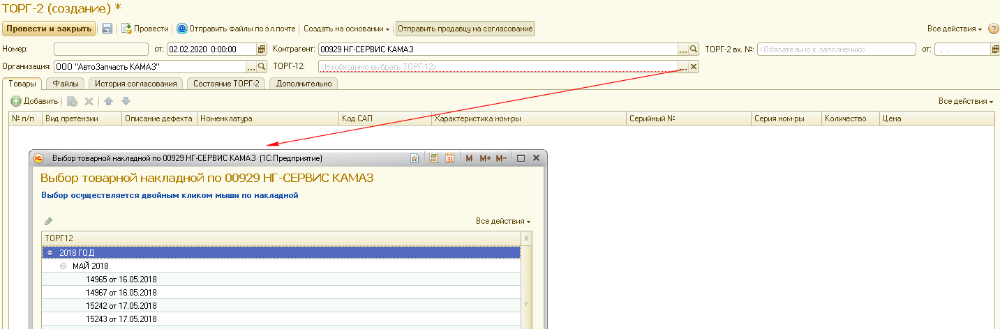 ТОРГ-2 (создание) *
Провести и закрыть Провести Отправить файлы по эл.почте Создать на основании Отправить продавцу на согласование Все действия ?
Номер: от: 02.02.2020 0:00:00 Контрагент: 00929 НГ-СЕРВИС КАМАЗ ... ТОРГ-2 вх. №: <Обязательно к заполнению> от: . .
Организация: ООО "АвтоЗапчасть КАМАЗ" ... ТОРГ-12: <Необходимо выбрать ТОРГ-12> ...
Товары Файлы История согласования Состояние ТОРГ-2 Дополнительно
Добавить Все действия
№ п/п Вид претензии Описание дефекта Номенклатура Код САП Характеристика ном-ры Серийный № Серия ном-ры Количество Цена
1С Выбор товарной накладной по 00929 НГ-СЕРВИС КАМАЗ (1С:Предприятие) 31 M M+ M-
Выбор товарной накладной по 00929 НГ-СЕРВИС КАМАЗ
Выбор осуществляется двойным кликом мыши по накладной
Все действия
ТОРГ12
2018 ГОД
МАЙ 2018
14965 от 16.05.2018
14967 от 16.05.2018
15242 от 17.05.2018
15243 от 17.05.2018